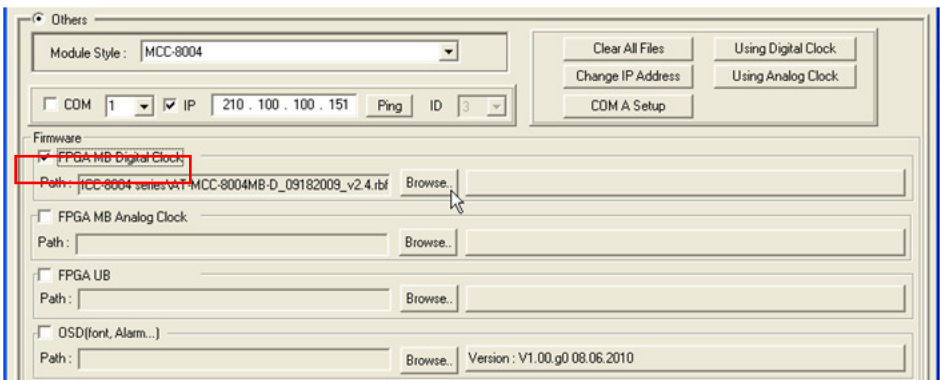 Others
Module Style : MCC-8004
Clear All Files Using Digital Clock
Change IP Address Using Analog Clock
COM A Setup
COM 1 IP 210 . 100 . 100 . 151 Ping ID 3
Firmware
FPGA MB Digital Clock
Path : ICC-8004 series\AT-MCC-8004MB-D_09182009_v2.4.rbf Browse..
FPGA MB Analog Clock
Path : Browse..
FPGA UB
Path : Browse..
OSD(font, Alarm...)
Path : Browse.. Version : V1.00.g0 08.06.2010